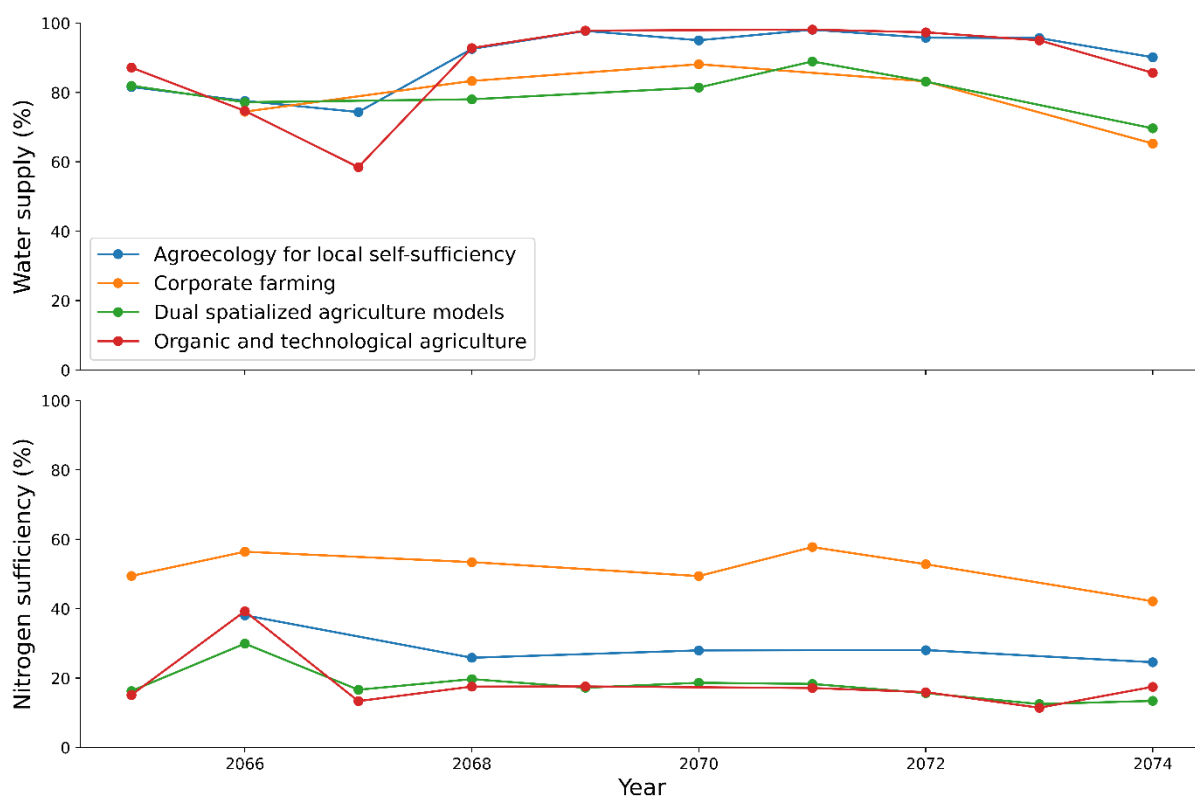 100
80
60
40
20
0
Water supply (%)
Agroecology for local self-sufficiency
Corporate farming
Dual spatialized agriculture models
Organic and technological agriculture
100
80
60
40
20
0
Nitrogen sufficiency (%)
2066 2068 2070 2072 2074
Year